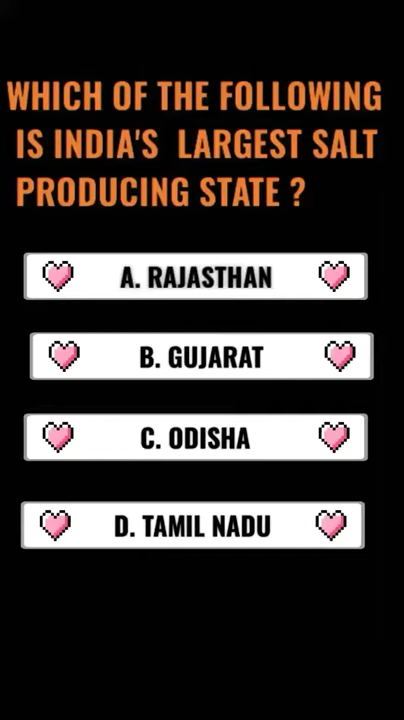 WHICH OF THE FOLLOWING
IS INDIA'S LARGEST SALT
PRODUCING STATE ?
A. RAJASTHAN
B. GUJARAT
C. ODISHA
D. TAMIL NADU